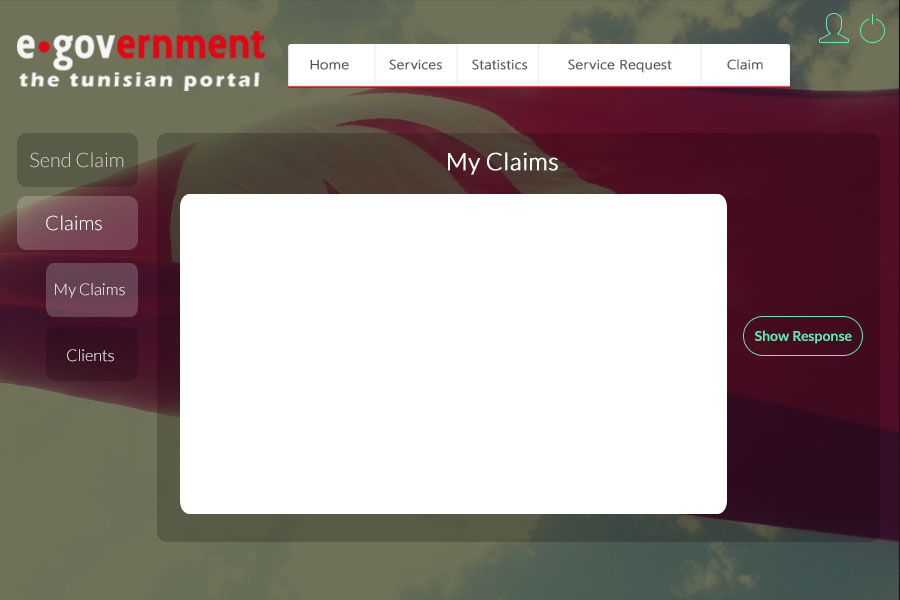 e•government
the tunisian portal
Home Services Statistics Service Request Claim
Send Claim
Claims
My Claims
Clients
My Claims
Show Response